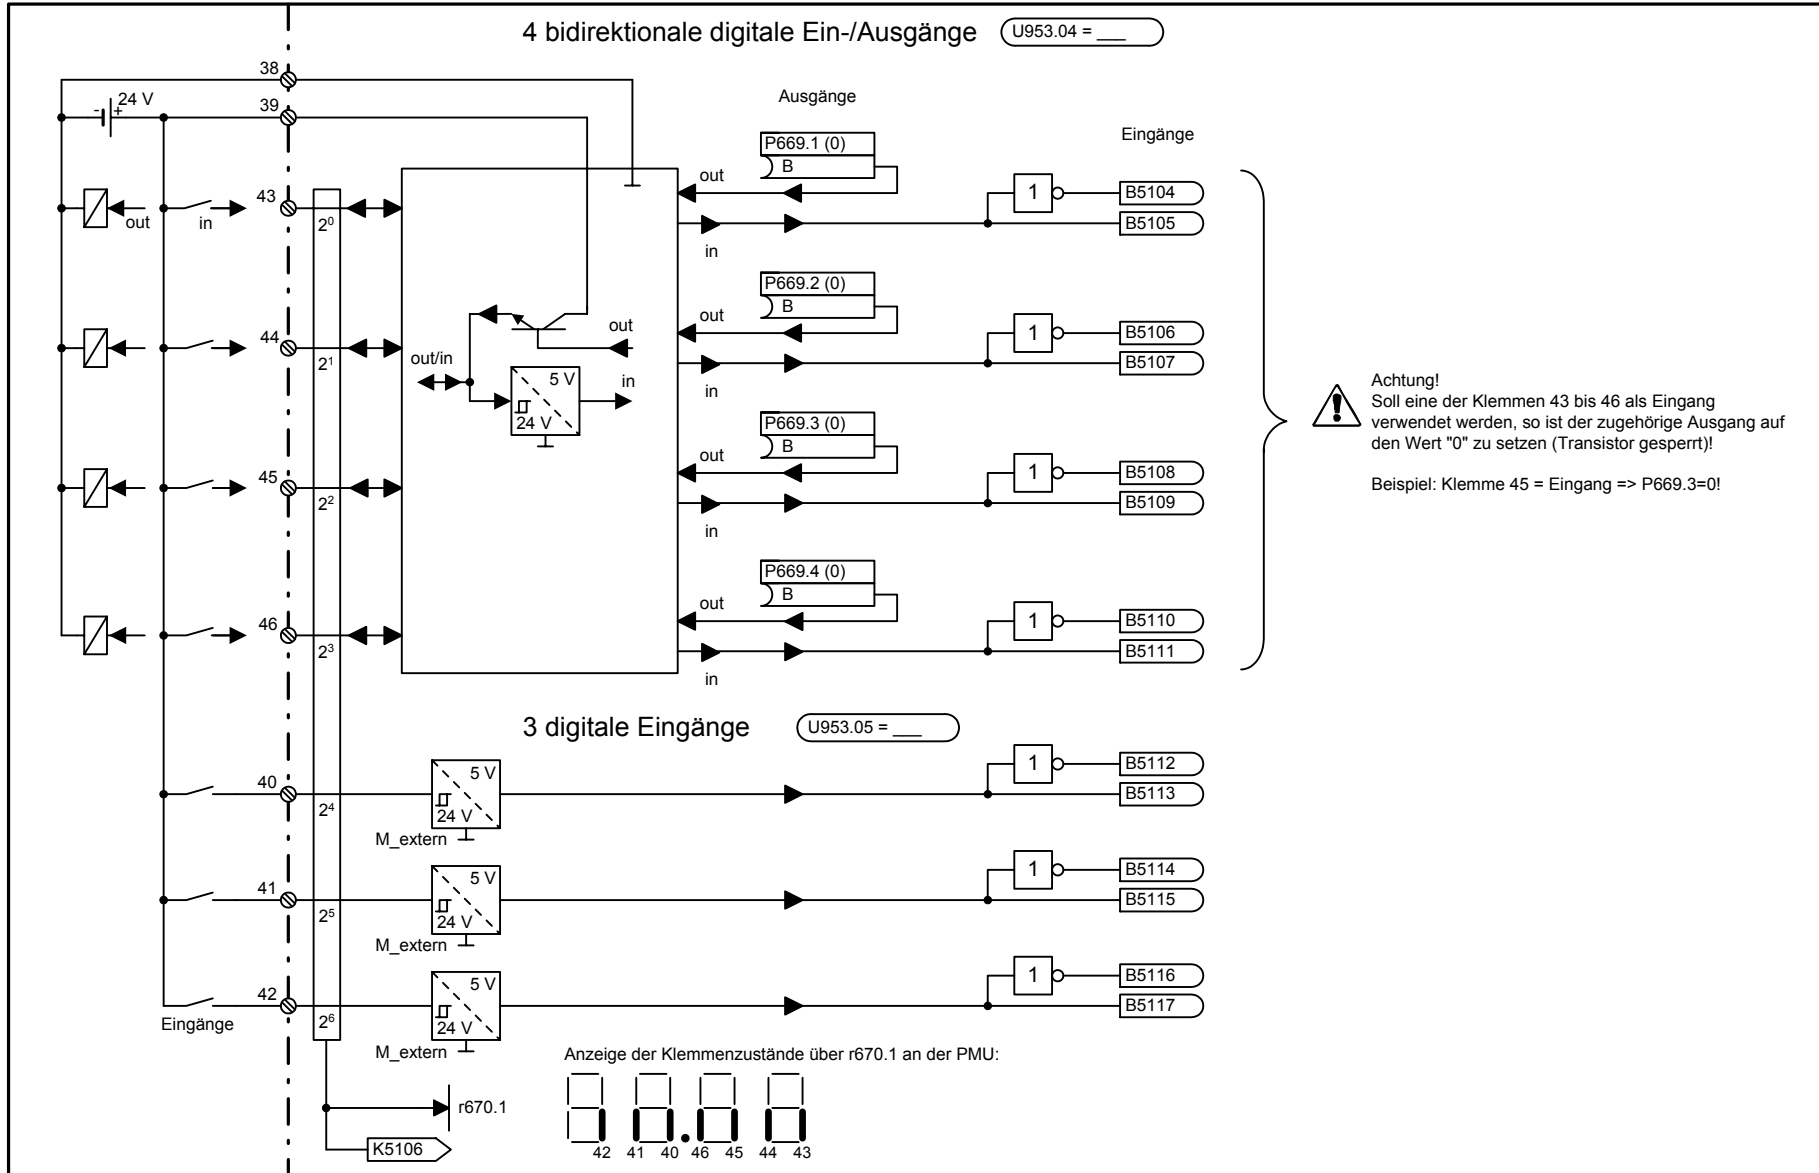 4 bidirektionale digitale Ein-/Ausgänge
U953.04 = ___
38
- + 24 V
39
Ausgänge
Eingänge
P669.1 (0)
B
out
in
43
2⁰
out
in
1
B5104
B5105
P669.2 (0)
B
44
2¹
out
in
1
B5106
B5107
out
out/in
5 V
24 V
in
P669.3 (0)
B
45
2²
out
in
1
B5108
B5109
Achtung!
Soll eine der Klemmen 43 bis 46 als Eingang
verwendet werden, so ist der zugehörige Ausgang auf
den Wert "0" zu setzen (Transistor gesperrt)!
Beispiel: Klemme 45 = Eingang => P669.3=0!
P669.4 (0)
B
46
2³
out
in
1
B5110
B5111
3 digitale Eingänge
U953.05 = ___
40
2⁴
5 V
24 V
M_extern
1
B5112
B5113
41
2⁵
5 V
24 V
M_extern
1
B5114
B5115
42
Eingänge
2⁶
5 V
24 V
M_extern
1
B5116
B5117
Anzeige der Klemmenzustände über r670.1 an der PMU:
r670.1
K5106
42 41 40 46 45 44 43